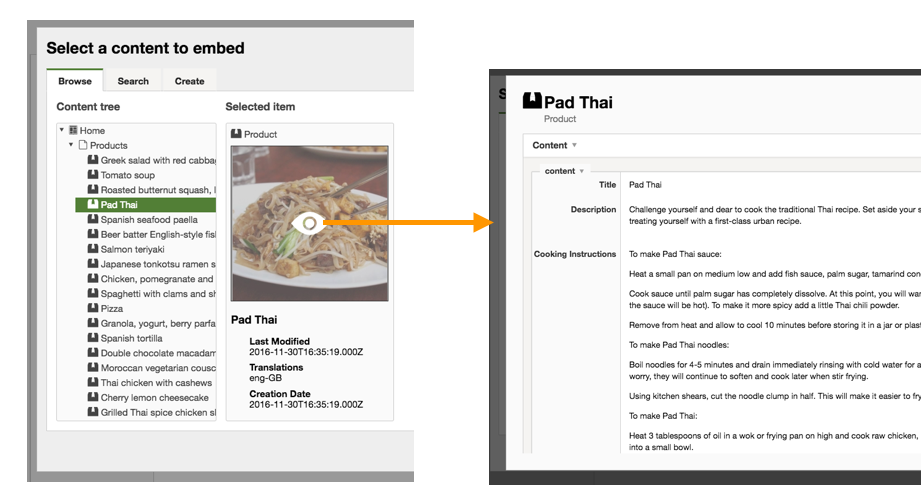 Select a content to embed
Browse
Search
Create
Content tree
Selected item
Home
Products
Greek salad with red cabba
Tomato soup
Roasted butternut squash,
Pad Thai
Spanish seafood paella
Beer batter English-style fis
Salmon teriyaki
Japanese tonkotsu ramen s
Chicken, pomegranate and
Spaghetti with clams and sh
Pizza
Granola, yogurt, berry parfa
Spanish tortilla
Double chocolate macadam
Moroccan vegetarian cousc
Thai chicken with cashews
Cherry lemon cheesecake
Grilled Thai spice chicken sl
Product
Pad Thai
Last Modified
2016-11-30T16:35:19.000Z
Translations
eng-GB
Creation Date
2016-11-30T16:35:19.000Z
S
Pad Thai
Product
Content
content
Title
Pad Thai
Description
Challenge yourself and dear to cook the traditional Thai recipe. Set aside your s
treating yourself with a first-class urban recipe.
Cooking Instructions
To make Pad Thai sauce:
Heat a small pan on medium low and add fish sauce, palm sugar, tamarind con
Cook sauce until palm sugar has completely dissolve. At this point, you will war
the sauce will be hot). To make it more spicy add a little Thai chili powder.
Remove from heat and allow to cool 10 minutes before storing it in a jar or plast
To make Pad Thai noodles:
Boil noodles for 4-5 minutes and drain immediately rinsing with cold water for a
worry, they will continue to soften and cook later when stir frying.
Using kitchen shears, cut the noodle clump in half. This will make it easier to fry
To make Pad Thai:
Heat 3 tablespoons of oil in a wok or frying pan on high and cook raw chicken,
into a small bowl.